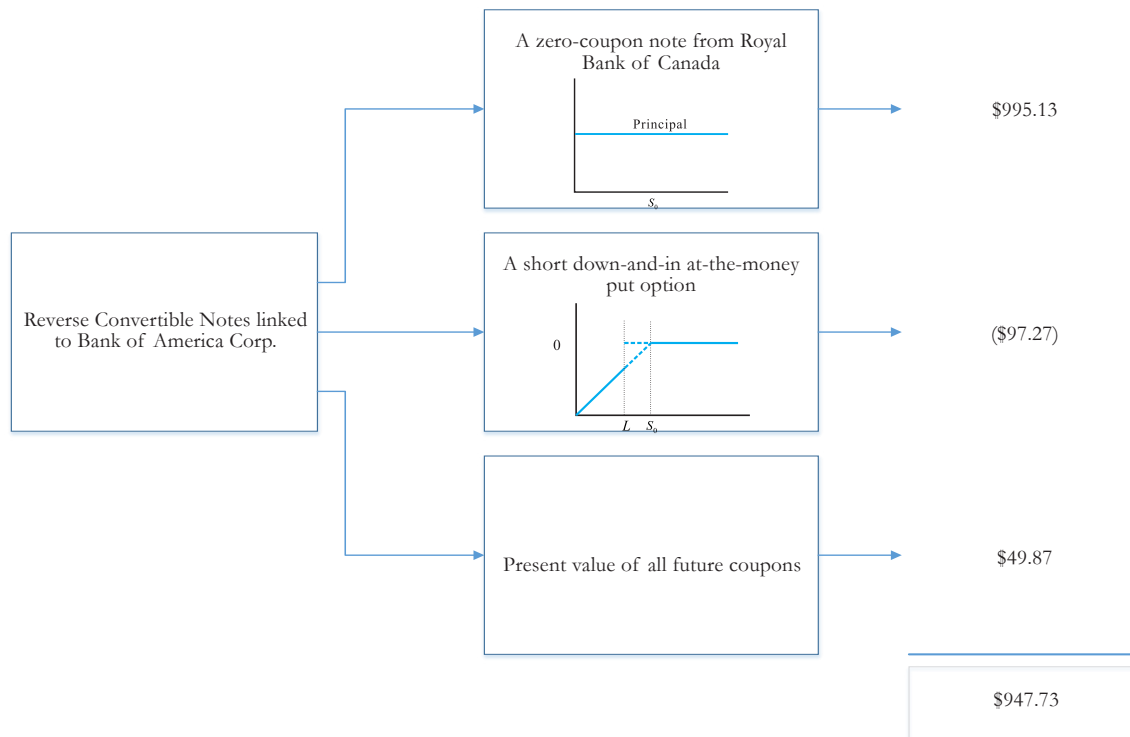 A zero-coupon note from Royal
Bank of Canada
Principal
S₀
$995.13
Reverse Convertible Notes linked
to Bank of America Corp.
A short down-and-in at-the-money
put option
0
L S₀
($97.27)
Present value of all future coupons
$49.87
$947.73